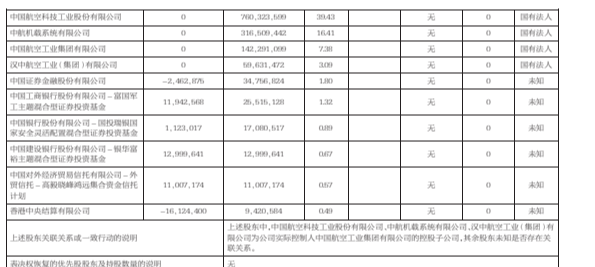 中国航空科技工业股份有限公司 0 760,323,599 39.43 无 0 国有法人
中航机载系统有限公司 0 316,509,442 16.41 无 0 国有法人
中国航空工业集团有限公司 0 142,291,099 7.38 无 0 国有法人
汉中航空工业(集团)有限公司 0 59,631,472 3.09 无 0 国有法人
中国证券金融股份有限公司 -2,462,875 34,756,824 1.80 无 0 未知
中国工商银行股份有限公司-富国军
工主题混合型证券投资基金 11,942,568 25,515,128 1.32 无 0 未知
中国银行股份有限公司-国投瑞银国
家安全灵活配置混合型证券投资基金 1,123,017 17,080,517 0.89 无 0 未知
中国建设银行股份有限公司-银华富
裕主题混合型证券投资基金 12,999,641 12,999,641 0.67 无 0 未知
中国对外经济贸易信托有限公司-外
贸信托-高毅晓峰鸿远集合资金信托
计划 11,007,174 11,007,174 0.57 无 0 未知
香港中央结算有限公司 -16,124,400 9,420,584 0.49 无 0 未知
上述股东关联关系或一致行动的说明
上述股东中,中国航空科技工业股份有限公司、中航机载系统有限公司、汉中航空工业(集团)有
限公司为公司实际控制人中国航空工业集团有限公司的控股子公司,其余股东未知是否存在关
联关系。
表决权恢复的优先股股东及持股数量的说明 无